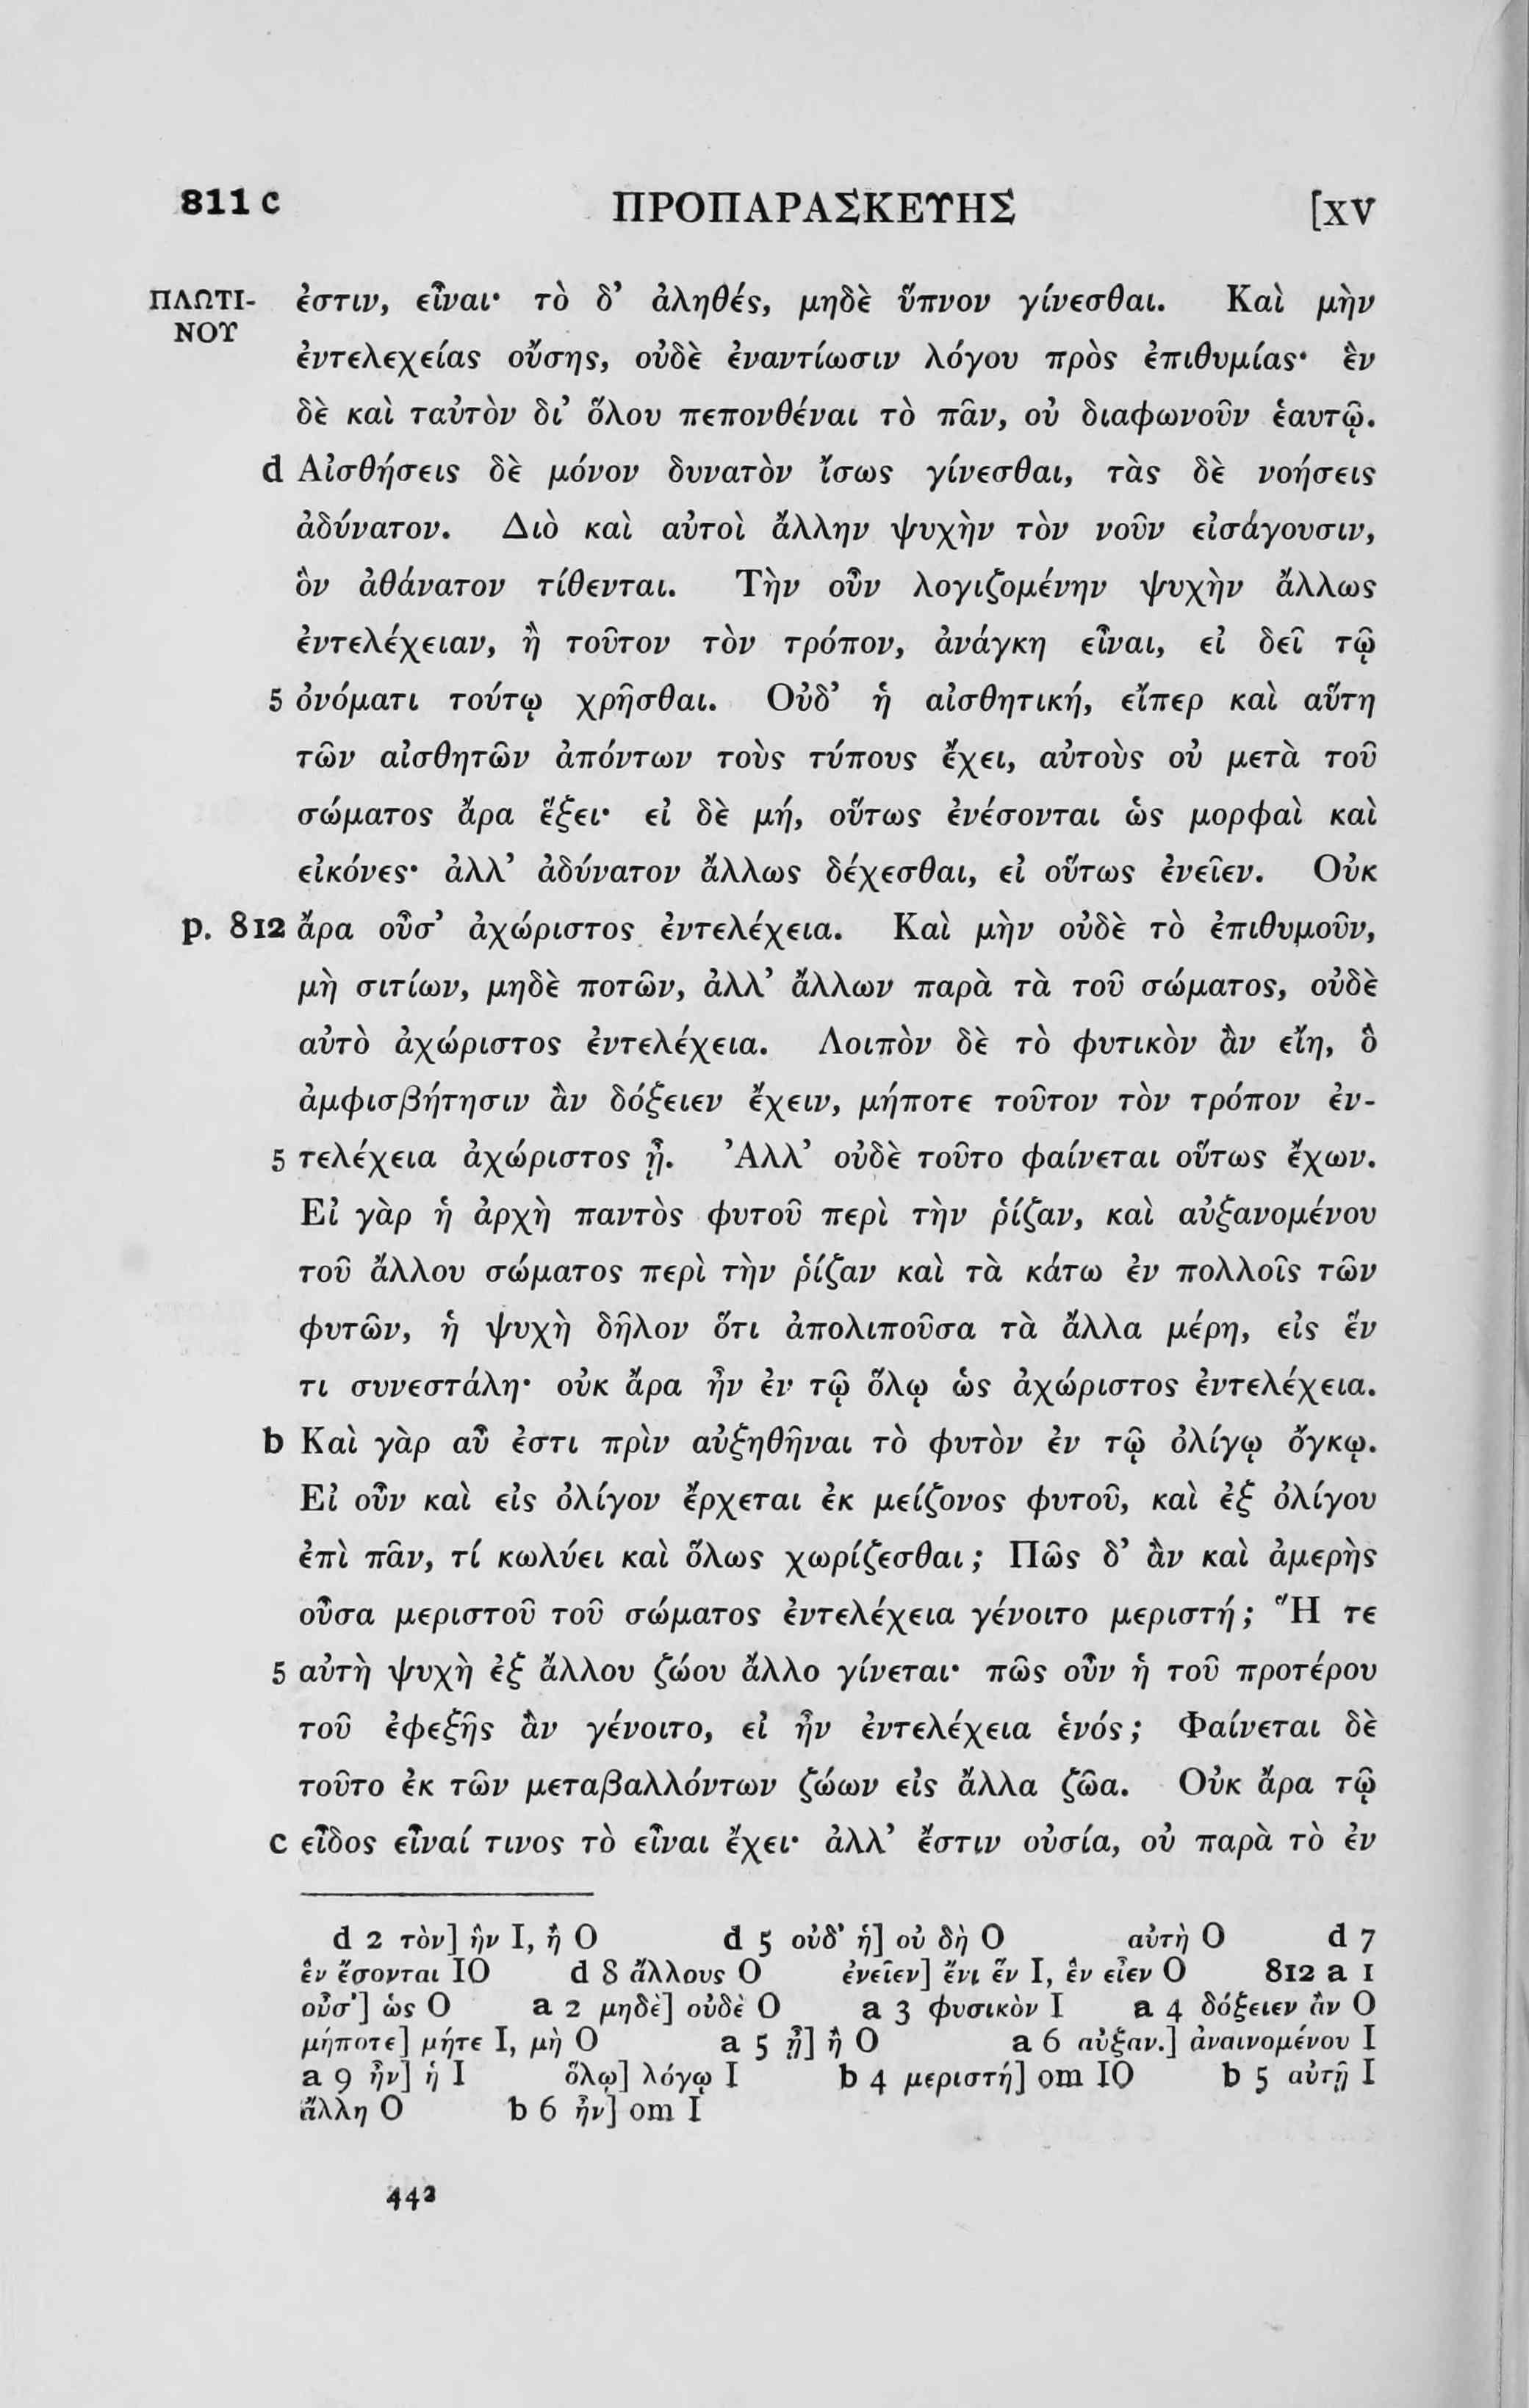 811 c ΠΡΟΠΑΡΑΣΚΕΥΗΣ [XV
ΠΛΩΤΙ- ἐστιν, εἶναι· τὸ δ’ ἀληθές, μηδὲ ὕπνον γίνεσθαι. Καὶ μὴν
ΝΟΥ
ἐντελεχείας οὔσης, οὐδὲ ἐναντίωσιν λόγου πρὸς ἐπιθυμίας· ἓν
δὲ καὶ ταὐτὸν δι’ ὅλου πεπονθέναι τὸ πᾶν, οὐ διαφωνοῦν ἑαυτῷ.
d Αἰσθήσεις δὲ μόνον δυνατὸν ἴσως γίνεσθαι, τὰς δὲ νοήσεις
ἀδύνατον. Διὸ καὶ αὐτοὶ ἄλλην ψυχὴν τὸν νοῦν εἰσάγουσιν,
ὃν ἀθάνατον τίθενται. Τὴν οὖν λογιζομένην ψυχὴν ἄλλως
ἐντελέχειαν, ἢ τοῦτον τὸν τρόπον, ἀνάγκη εἶναι, εἰ δεῖ τῷ
5 ὀνόματι τούτῳ χρῆσθαι. Οὐδ’ ἡ αἰσθητική, εἴπερ καὶ αὕτη
τῶν αἰσθητῶν ἀπόντων τοὺς τύπους ἔχει, αὐτοὺς οὐ μετὰ τοῦ
σώματος ἄρα ἕξει· εἰ δὲ μή, οὕτως ἐνέσονται ὡς μορφαὶ καὶ
εἰκόνες· ἀλλ’ ἀδύνατον ἄλλως δέχεσθαι, εἰ οὕτως ἐνεῖεν. Οὐκ
p. 812 ἄρα οὖσ’ ἀχώριστος ἐντελέχεια. Καὶ μὴν οὐδὲ τὸ ἐπιθυμοῦν,
μὴ σιτίων, μηδὲ ποτῶν, ἀλλ’ ἄλλων παρὰ τὰ τοῦ σώματος, οὐδὲ
αὐτὸ ἀχώριστος ἐντελέχεια. Λοιπὸν δὲ τὸ φυτικὸν ἂν εἴη, ὃ
ἀμφισβήτησιν ἂν δόξειεν ἔχειν, μήποτε τοῦτον τὸν τρόπον ἐν-
5 τελέχεια ἀχώριστος ᾖ. Ἀλλ’ οὐδὲ τοῦτο φαίνεται οὕτως ἔχων.
Εἰ γὰρ ἡ ἀρχὴ παντὸς φυτοῦ περὶ τὴν ῥίζαν, καὶ αὐξανομένου
τοῦ ἄλλου σώματος περὶ τὴν ῥίζαν καὶ τὰ κάτω ἐν πολλοῖς τῶν
φυτῶν, ἡ ψυχὴ δῆλον ὅτι ἀπολιποῦσα τὰ ἄλλα μέρη, εἰς ἕν
τι συνεστάλη· οὐκ ἄρα ἦν ἐν τῷ ὅλῳ ὡς ἀχώριστος ἐντελέχεια.
b Καὶ γὰρ αὖ ἐστι πρὶν αὐξηθῆναι τὸ φυτὸν ἐν τῷ ὀλίγῳ ὄγκῳ.
Εἰ οὖν καὶ εἰς ὀλίγον ἔρχεται ἐκ μείζονος φυτοῦ, καὶ ἐξ ὀλίγου
ἐπὶ πᾶν, τί κωλύει καὶ ὅλως χωρίζεσθαι; Πῶς δ’ ἂν καὶ ἀμερὴς
οὖσα μεριστοῦ τοῦ σώματος ἐντελέχεια γένοιτο μεριστή; Ἥ τε
5 αὐτὴ ψυχὴ ἐξ ἄλλου ζώου ἄλλο γίνεται· πῶς οὖν ἡ τοῦ προτέρου
τοῦ ἐφεξῆς ἂν γένοιτο, εἰ ἦν ἐντελέχεια ἑνός; Φαίνεται δὲ
τοῦτο ἐκ τῶν μεταβαλλόντων ζώων εἰς ἄλλα ζῶα. Οὐκ ἄρα τῷ
c εἶδος εἶναί τινος τὸ εἶναι ἔχει· ἀλλ’ ἔστιν οὐσία, οὐ παρὰ τὸ ἐν
d 2 τὸν] ἣν I, ἣ O d 5 οὐδ’ ἡ] οὐ δὴ O αὐτὴ O d 7
ἓν ἔσονται IO d 8 ἄλλους O ἐνεῖεν] ἔνι ἓν I, ἓν εἶεν O 812 a 1
οὖσ’] ὡς O a 2 μηδὲ] οὐδὲ O a 3 φυσικὸν I a 4 δόξειεν ἂν O
μήποτε] μήτε I, μὴ O a 5 ᾖ] ἢ O a 6 αὐξαν.] ἀναινομένου I
a 9 ἦν] ἡ I ὅλῳ] λόγῳ I b 4 μεριστή] om IO b 5 αὐτῇ I
ἄλλη O b 6 ἦν] om I
442